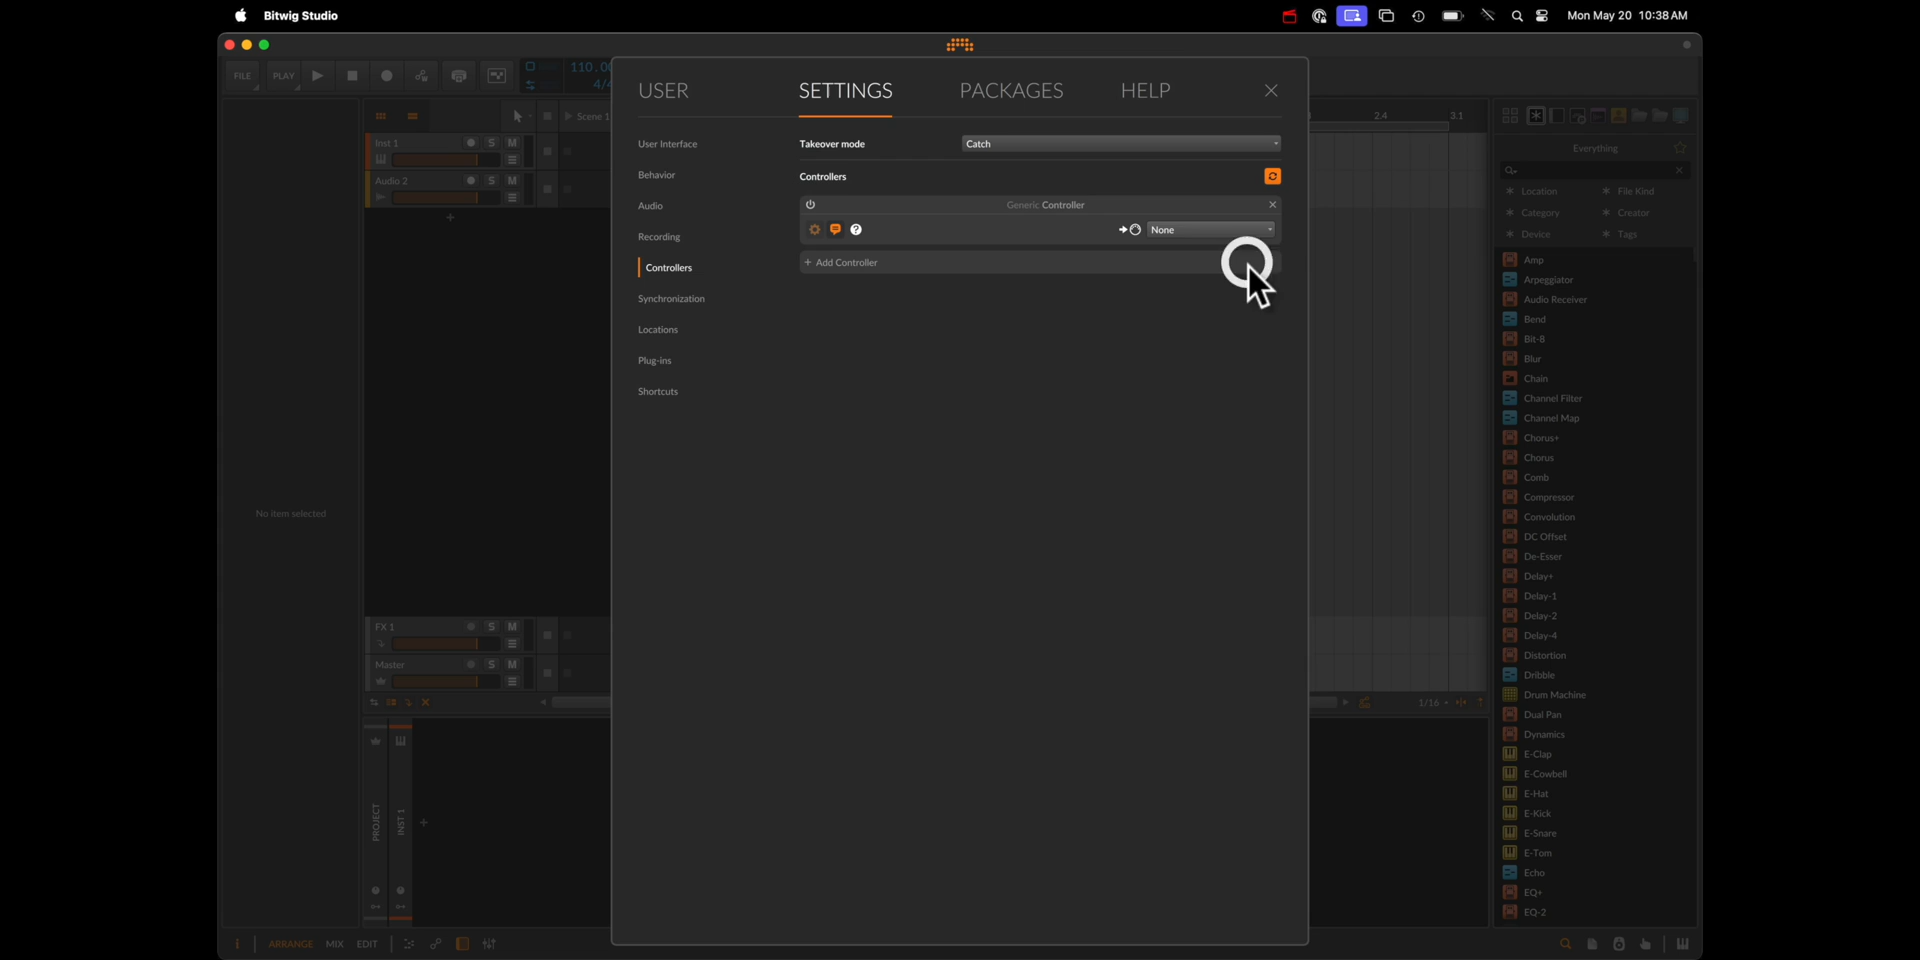 Bitwig Studio
Mon May 20 10:38 AM
FILE
PLAY
110.0
4/4
USER
SETTINGS
PACKAGES
HELP
User Interface
Behavior
Audio
Recording
Controllers
Synchronization
Locations
Plug-ins
Shortcuts
Takeover mode
Catch
Controllers
Generic Controller
None
+ Add Controller
Scene 1
Inst 1
S M
Audio 2
S M
No item selected
FX 1
S M
Master
S M
PROJECT
INST 1
2.4
3.1
1/16
Everything
Location
File Kind
Category
Creator
Device
Tags
Amp
Arpeggiator
Audio Receiver
Bend
Bit-8
Blur
Chain
Channel Filter
Channel Map
Chorus+
Chorus
Comb
Compressor
Convolution
DC Offset
De-Esser
Delay+
Delay-1
Delay-2
Delay-4
Distortion
Dribble
Drum Machine
Dual Pan
Dynamics
E-Clap
E-Cowbell
E-Hat
E-Kick
E-Snare
E-Tom
Echo
EQ+
EQ-2
ARRANGE
MIX
EDIT